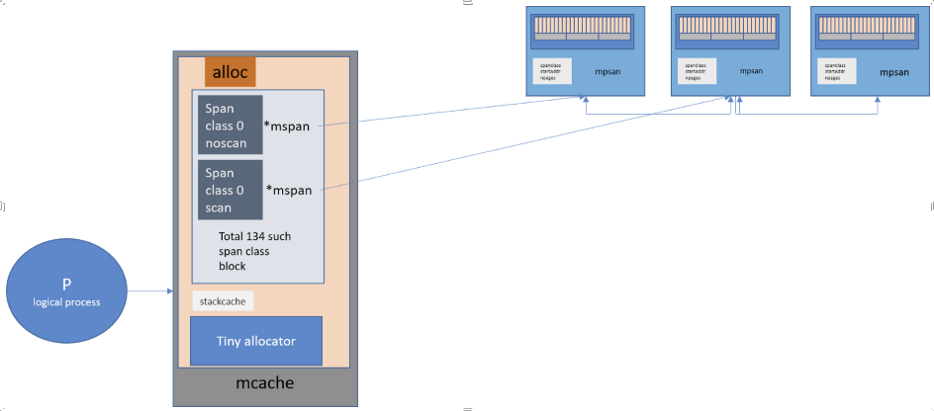 alloc
Span
class 0
noscan
*mspan
Span
class 0
scan
*mspan
Total 134 such
span class
block
stackcache
Tiny allocator
mcache
P
logical process
spanClass
startAddr
npages
mpsan
spanClass
startAddr
npages
mpsan
spanClass
startAddr
npages
mpsan